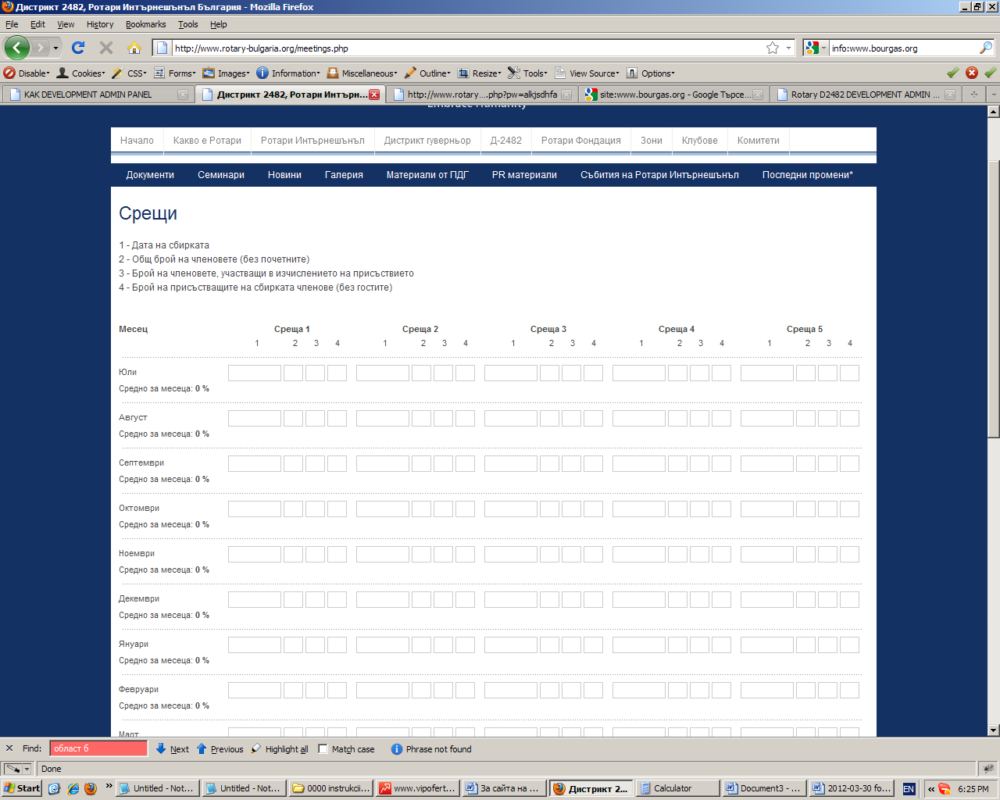 Дистрикт 2482, Ротари Интърнешънъл България - Mozilla Firefox
File Edit View History Bookmarks Tools Help
http://www.rotary-bulgaria.org/meetings.php info:www.bourgas.org
Disable Cookies CSS Forms Images Information Miscellaneous Outline Resize Tools View Source Options
KAK DEVELOPMENT ADMIN PANEL Дистрикт 2482, Ротари Интърн... http://www.rotary....php?pw=alkjsdhfa site:www.bourgas.org - Google Търсе... Rotary D2482 DEVELOPMENT ADMIN ...
Embrace Humanity
Начало Какво е Ротари Ротари Интърнешънъл Дистрикт гуверньор Д-2482 Ротари Фондация Зони Клубове Комитети
Документи Семинари Новини Галерия Материали от ПДГ PR материали Събития на Ротари Интърнешънъл Последни промени*
Срещи
1 - Дата на сбирката
2 - Общ брой на членовете (без почетните)
3 - Брой на членовете, участващи в изчислението на присъствието
4 - Брой на присъстващите на сбирката членове (без гостите)
Месец Среща 1 Среща 2 Среща 3 Среща 4 Среща 5
1 2 3 4 1 2 3 4 1 2 3 4 1 2 3 4 1 2 3 4
Юли
Средно за месеца: 0 %
Август
Средно за месеца: 0 %
Септември
Средно за месеца: 0 %
Октомври
Средно за месеца: 0 %
Ноември
Средно за месеца: 0 %
Декември
Средно за месеца: 0 %
Януари
Средно за месеца: 0 %
Февруари
Средно за месеца: 0 %
Март
Find: област б Next Previous Highlight all Match case Phrase not found
Done
Start Untitled - Not... Untitled - Not... 0000 instrukcii... www.vipofert... За сайта на ... Дистрикт 2... Calculator Document3 - ... 2012-03-30 fo... EN 6:25 PM